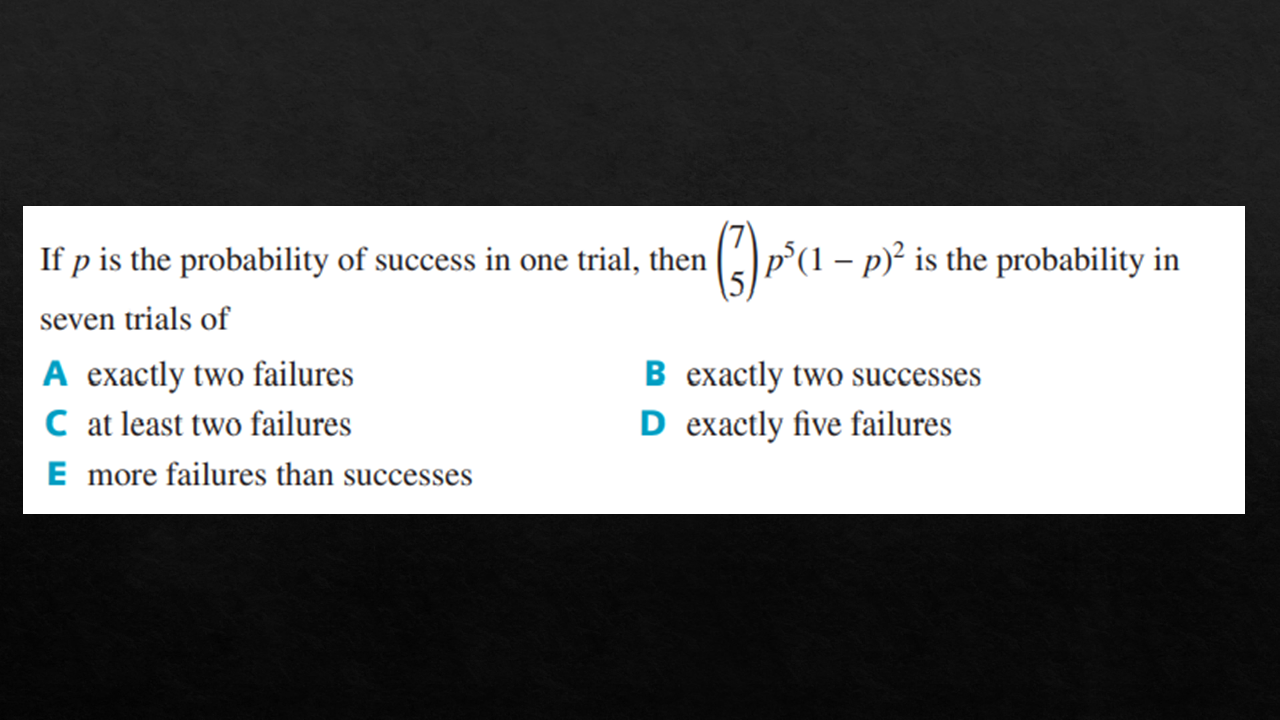 If p is the probability of success in one trial, then (7 5) p⁵(1 – p)² is the probability in
seven trials of
A exactly two failures
B exactly two successes
C at least two failures
D exactly five failures
E more failures than successes